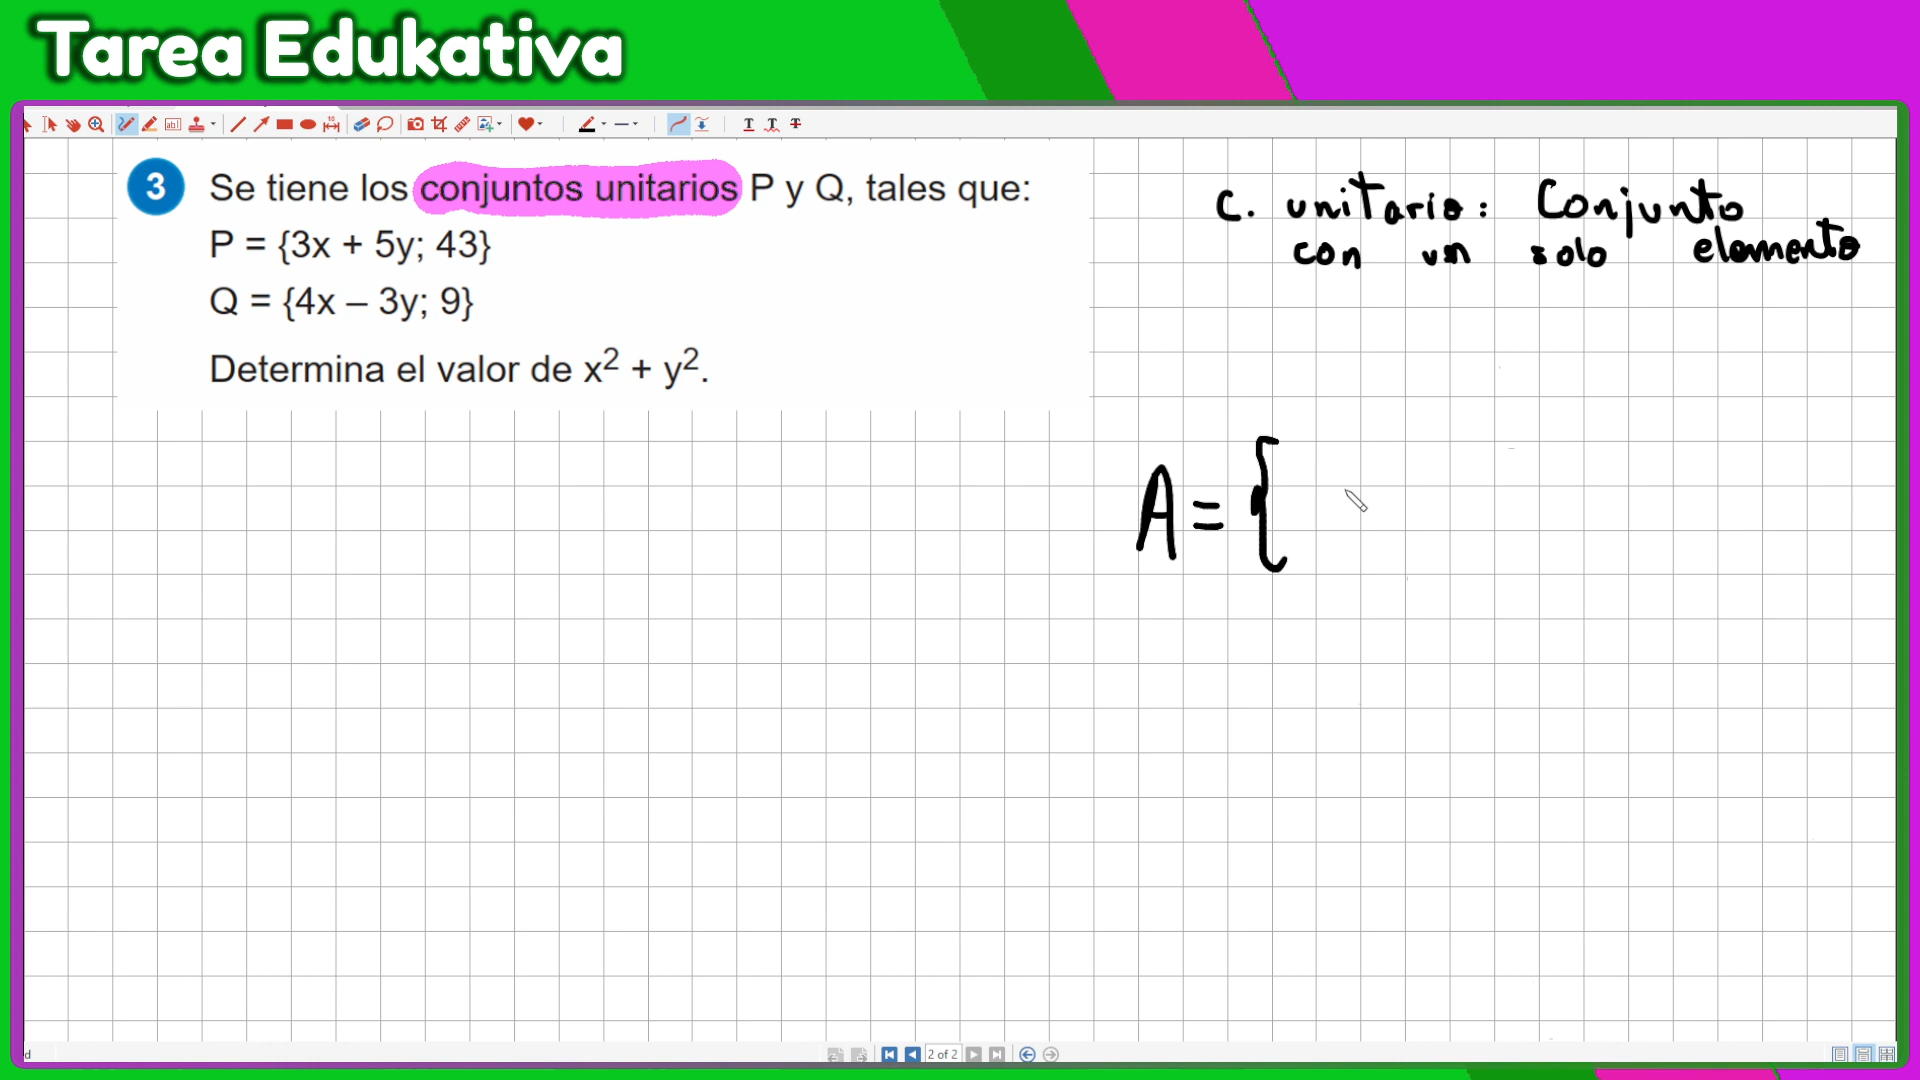 Tarea Edukativa
3 Se tiene los conjuntos unitarios P y Q, tales que:
P = {3x + 5y; 43}
Q = {4x – 3y; 9}
Determina el valor de x² + y².
C. unitario: Conjunto
con un solo elemento
A = {
2 of 2